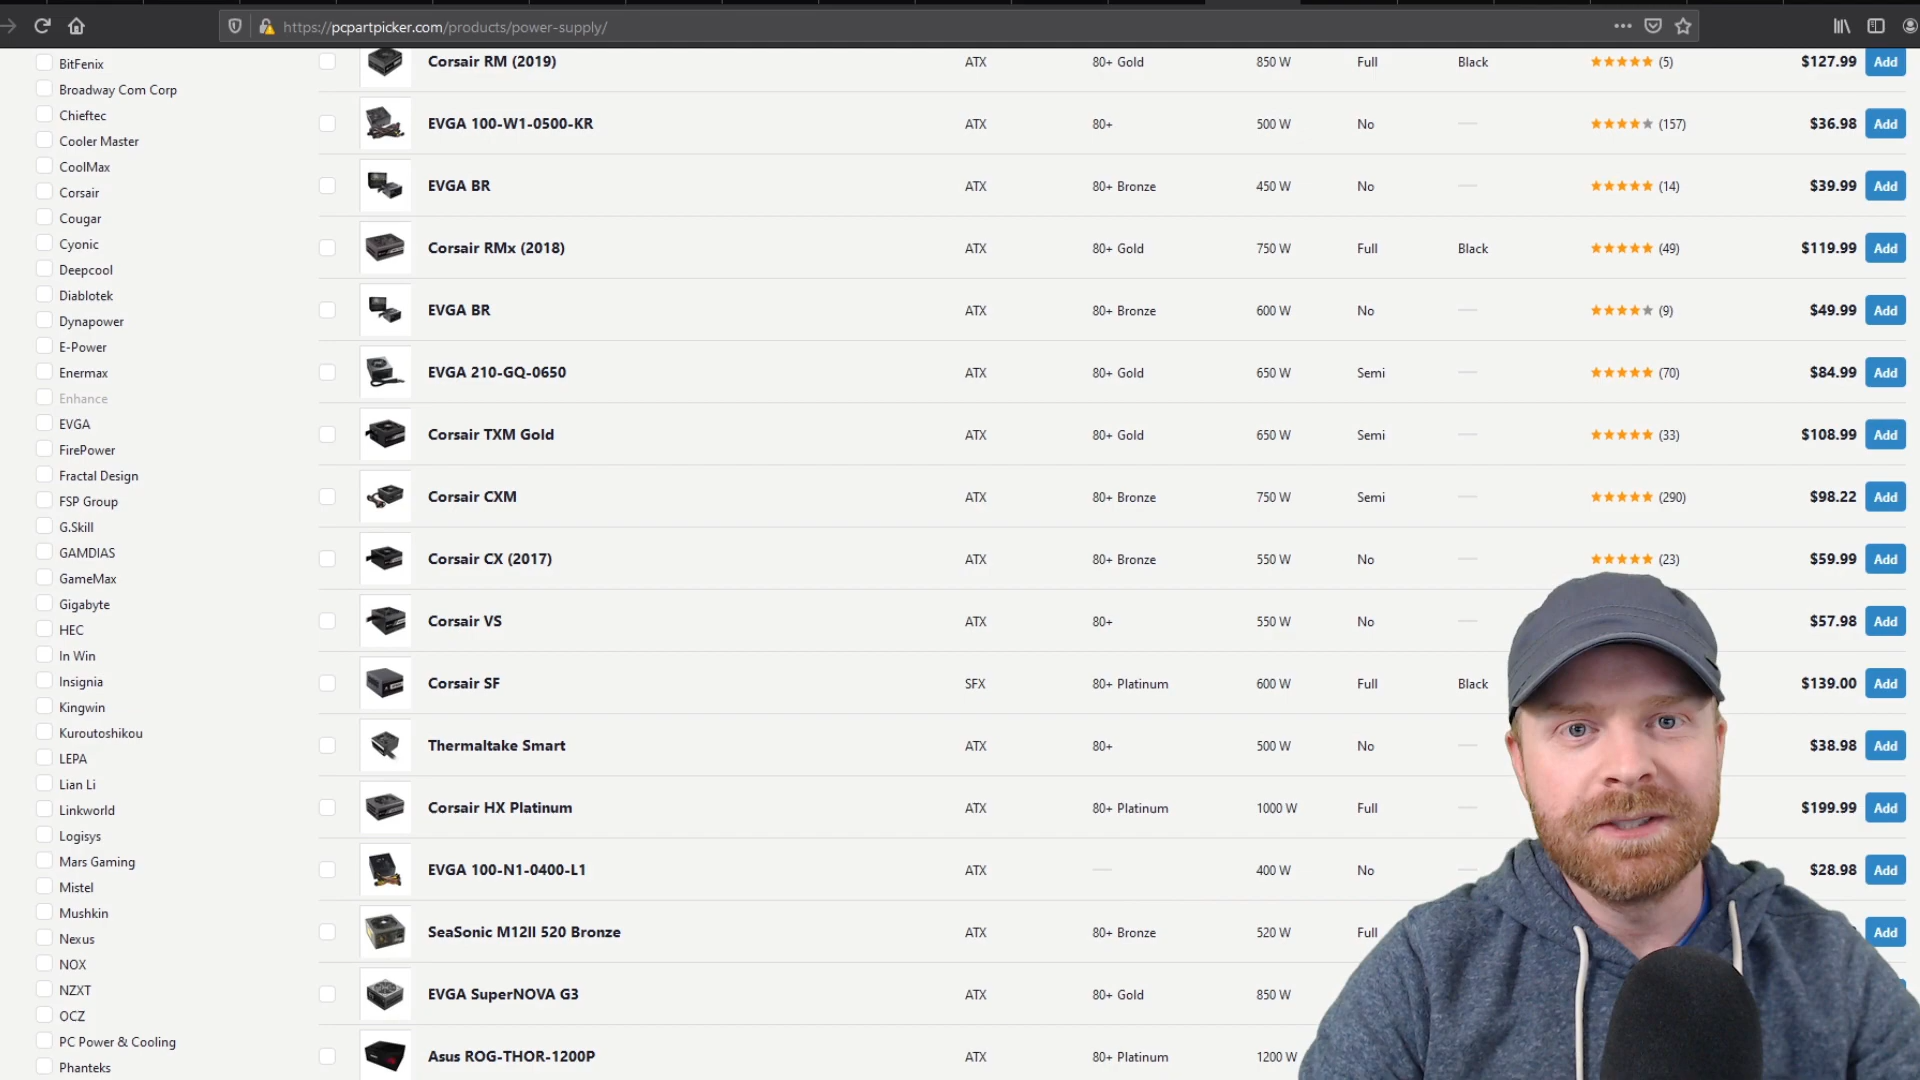 https://pcpartpicker.com/products/power-supply/
BitFenix
Broadway Com Corp
Chieftec
Cooler Master
CoolMax
Corsair
Cougar
Cyonic
Deepcool
Diablotek
Dynapower
E-Power
Enermax
Enhance
EVGA
FirePower
Fractal Design
FSP Group
G.Skill
GAMDIAS
GameMax
Gigabyte
HEC
In Win
Insignia
Kingwin
Kuroutoshikou
LEPA
Lian Li
Linkworld
Logisys
Mars Gaming
Mistel
Mushkin
Nexus
NOX
NZXT
OCZ
PC Power & Cooling
Phanteks
Corsair RM (2019) ATX 80+ Gold 850 W Full Black (5) $127.99 Add
EVGA 100-W1-0500-KR ATX 80+ 500 W No (157) $36.98 Add
EVGA BR ATX 80+ Bronze 450 W No (14) $39.99 Add
Corsair RMx (2018) ATX 80+ Gold 750 W Full Black (49) $119.99 Add
EVGA BR ATX 80+ Bronze 600 W No (9) $49.99 Add
EVGA 210-GQ-0650 ATX 80+ Gold 650 W Semi (70) $84.99 Add
Corsair TXM Gold ATX 80+ Gold 650 W Semi (33) $108.99 Add
Corsair CXM ATX 80+ Bronze 750 W Semi (290) $98.22 Add
Corsair CX (2017) ATX 80+ Bronze 550 W No (23) $59.99 Add
Corsair VS ATX 80+ 550 W No $57.98 Add
Corsair SF SFX 80+ Platinum 600 W Full Black $139.00 Add
Thermaltake Smart ATX 80+ 500 W No $38.98 Add
Corsair HX Platinum ATX 80+ Platinum 1000 W Full $199.99 Add
EVGA 100-N1-0400-L1 ATX 400 W No $28.98 Add
SeaSonic M12II 520 Bronze ATX 80+ Bronze 520 W Full Add
EVGA SuperNOVA G3 ATX 80+ Gold 850 W
Asus ROG-THOR-1200P ATX 80+ Platinum 1200 W